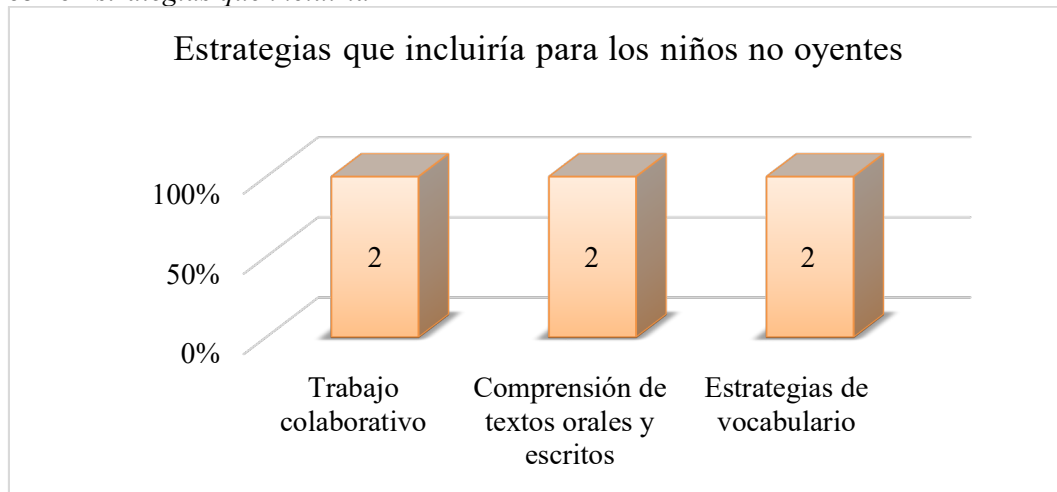 Estrategias que incluiría para los niños no oyentes
100%
50%
0%
2
2
2
Trabajo
colaborativo
Comprensión de
textos orales y
escritos
Estrategias de
vocabulario